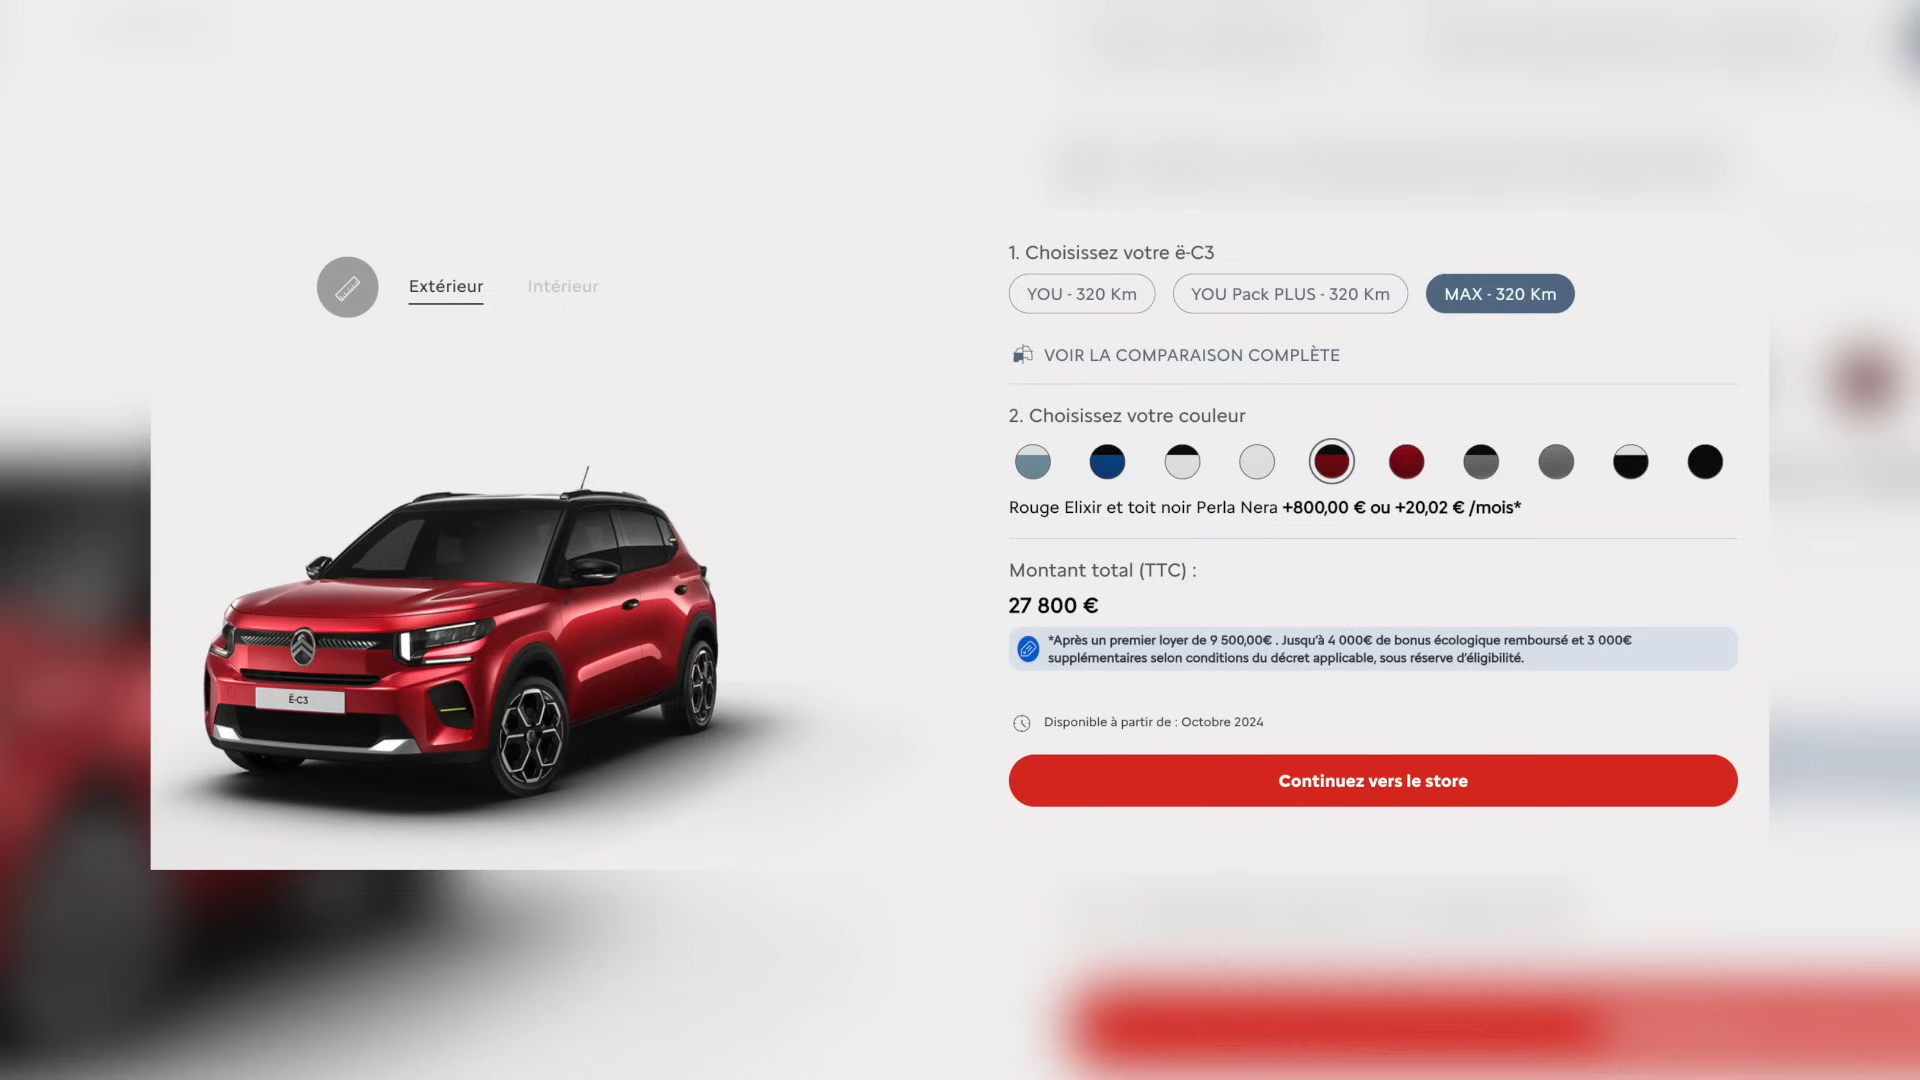 Extérieur
Intérieur
Ë-C3
1. Choisissez votre ë-C3
YOU - 320 Km
YOU Pack PLUS - 320 Km
MAX - 320 Km
VOIR LA COMPARAISON COMPLÈTE
2. Choisissez votre couleur
Rouge Elixir et toit noir Perla Nera +800,00 € ou +20,02 € /mois*
Montant total (TTC) :
27 800 €
*Après un premier loyer de 9 500,00€ . Jusqu'à 4 000€ de bonus écologique remboursé et 3 000€
supplémentaires selon conditions du décret applicable, sous réserve d'éligibilité.
Disponible à partir de : Octobre 2024
Continuez vers le store